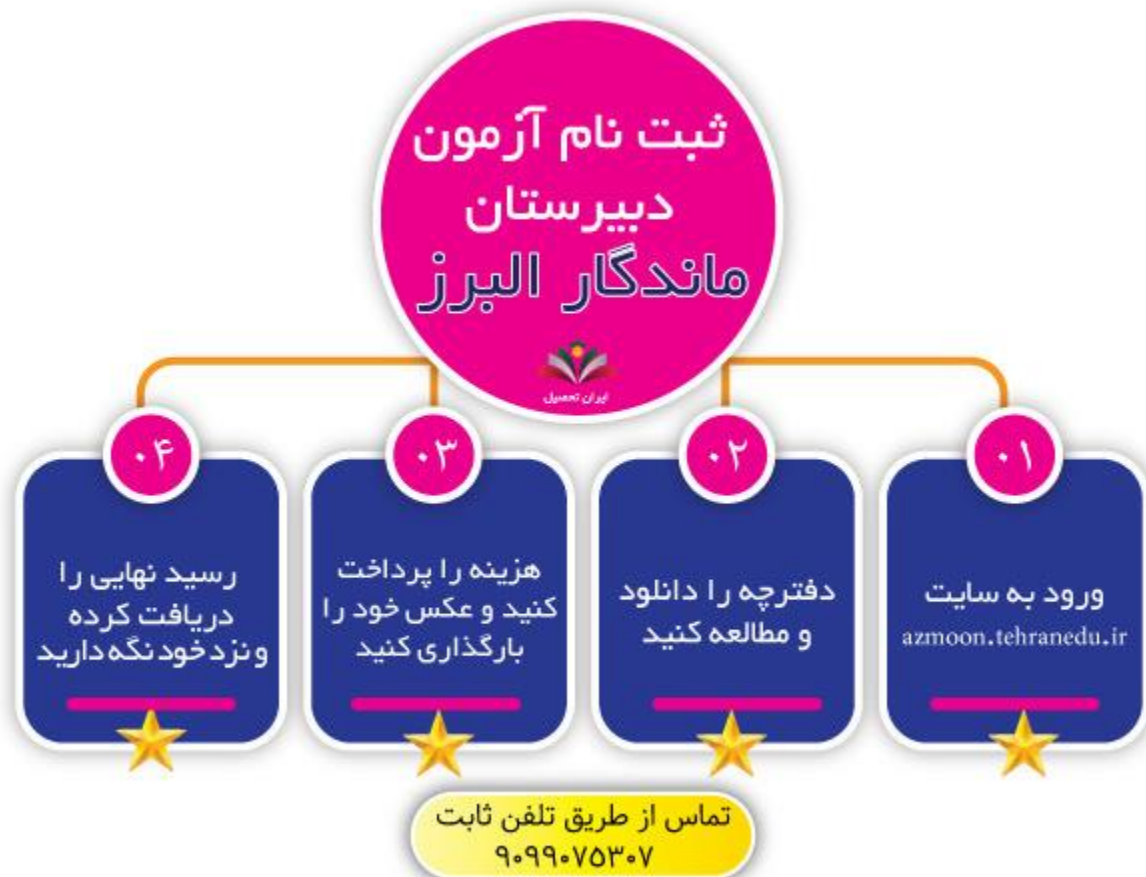 ثبت نام آزمون
دبیرستان
ماندگار البرز
ایران تحصیل
۰۱
ورود به سایت
azmoon.tehranedu.ir
۰۲
دفترچه را دانلود
و مطالعه کنید
۰۳
هزینه را پرداخت
کنید و عکس خود را
بارگذاری کنید
۰۴
رسید نهایی را
دریافت کرده
و نزد خود نگه دارید
تماس از طریق تلفن ثابت
۹۰۹۹۰۷۵۳۰۷